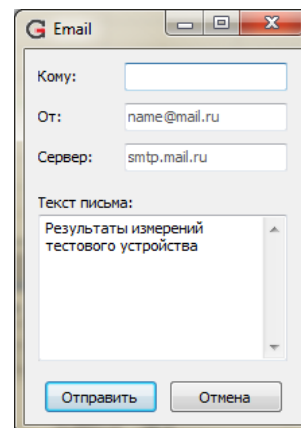 Email
Кому:
От: name@mail.ru
Сервер: smtp.mail.ru
Текст письма:
Результаты измерений
тестового устройства
Отправить Отмена